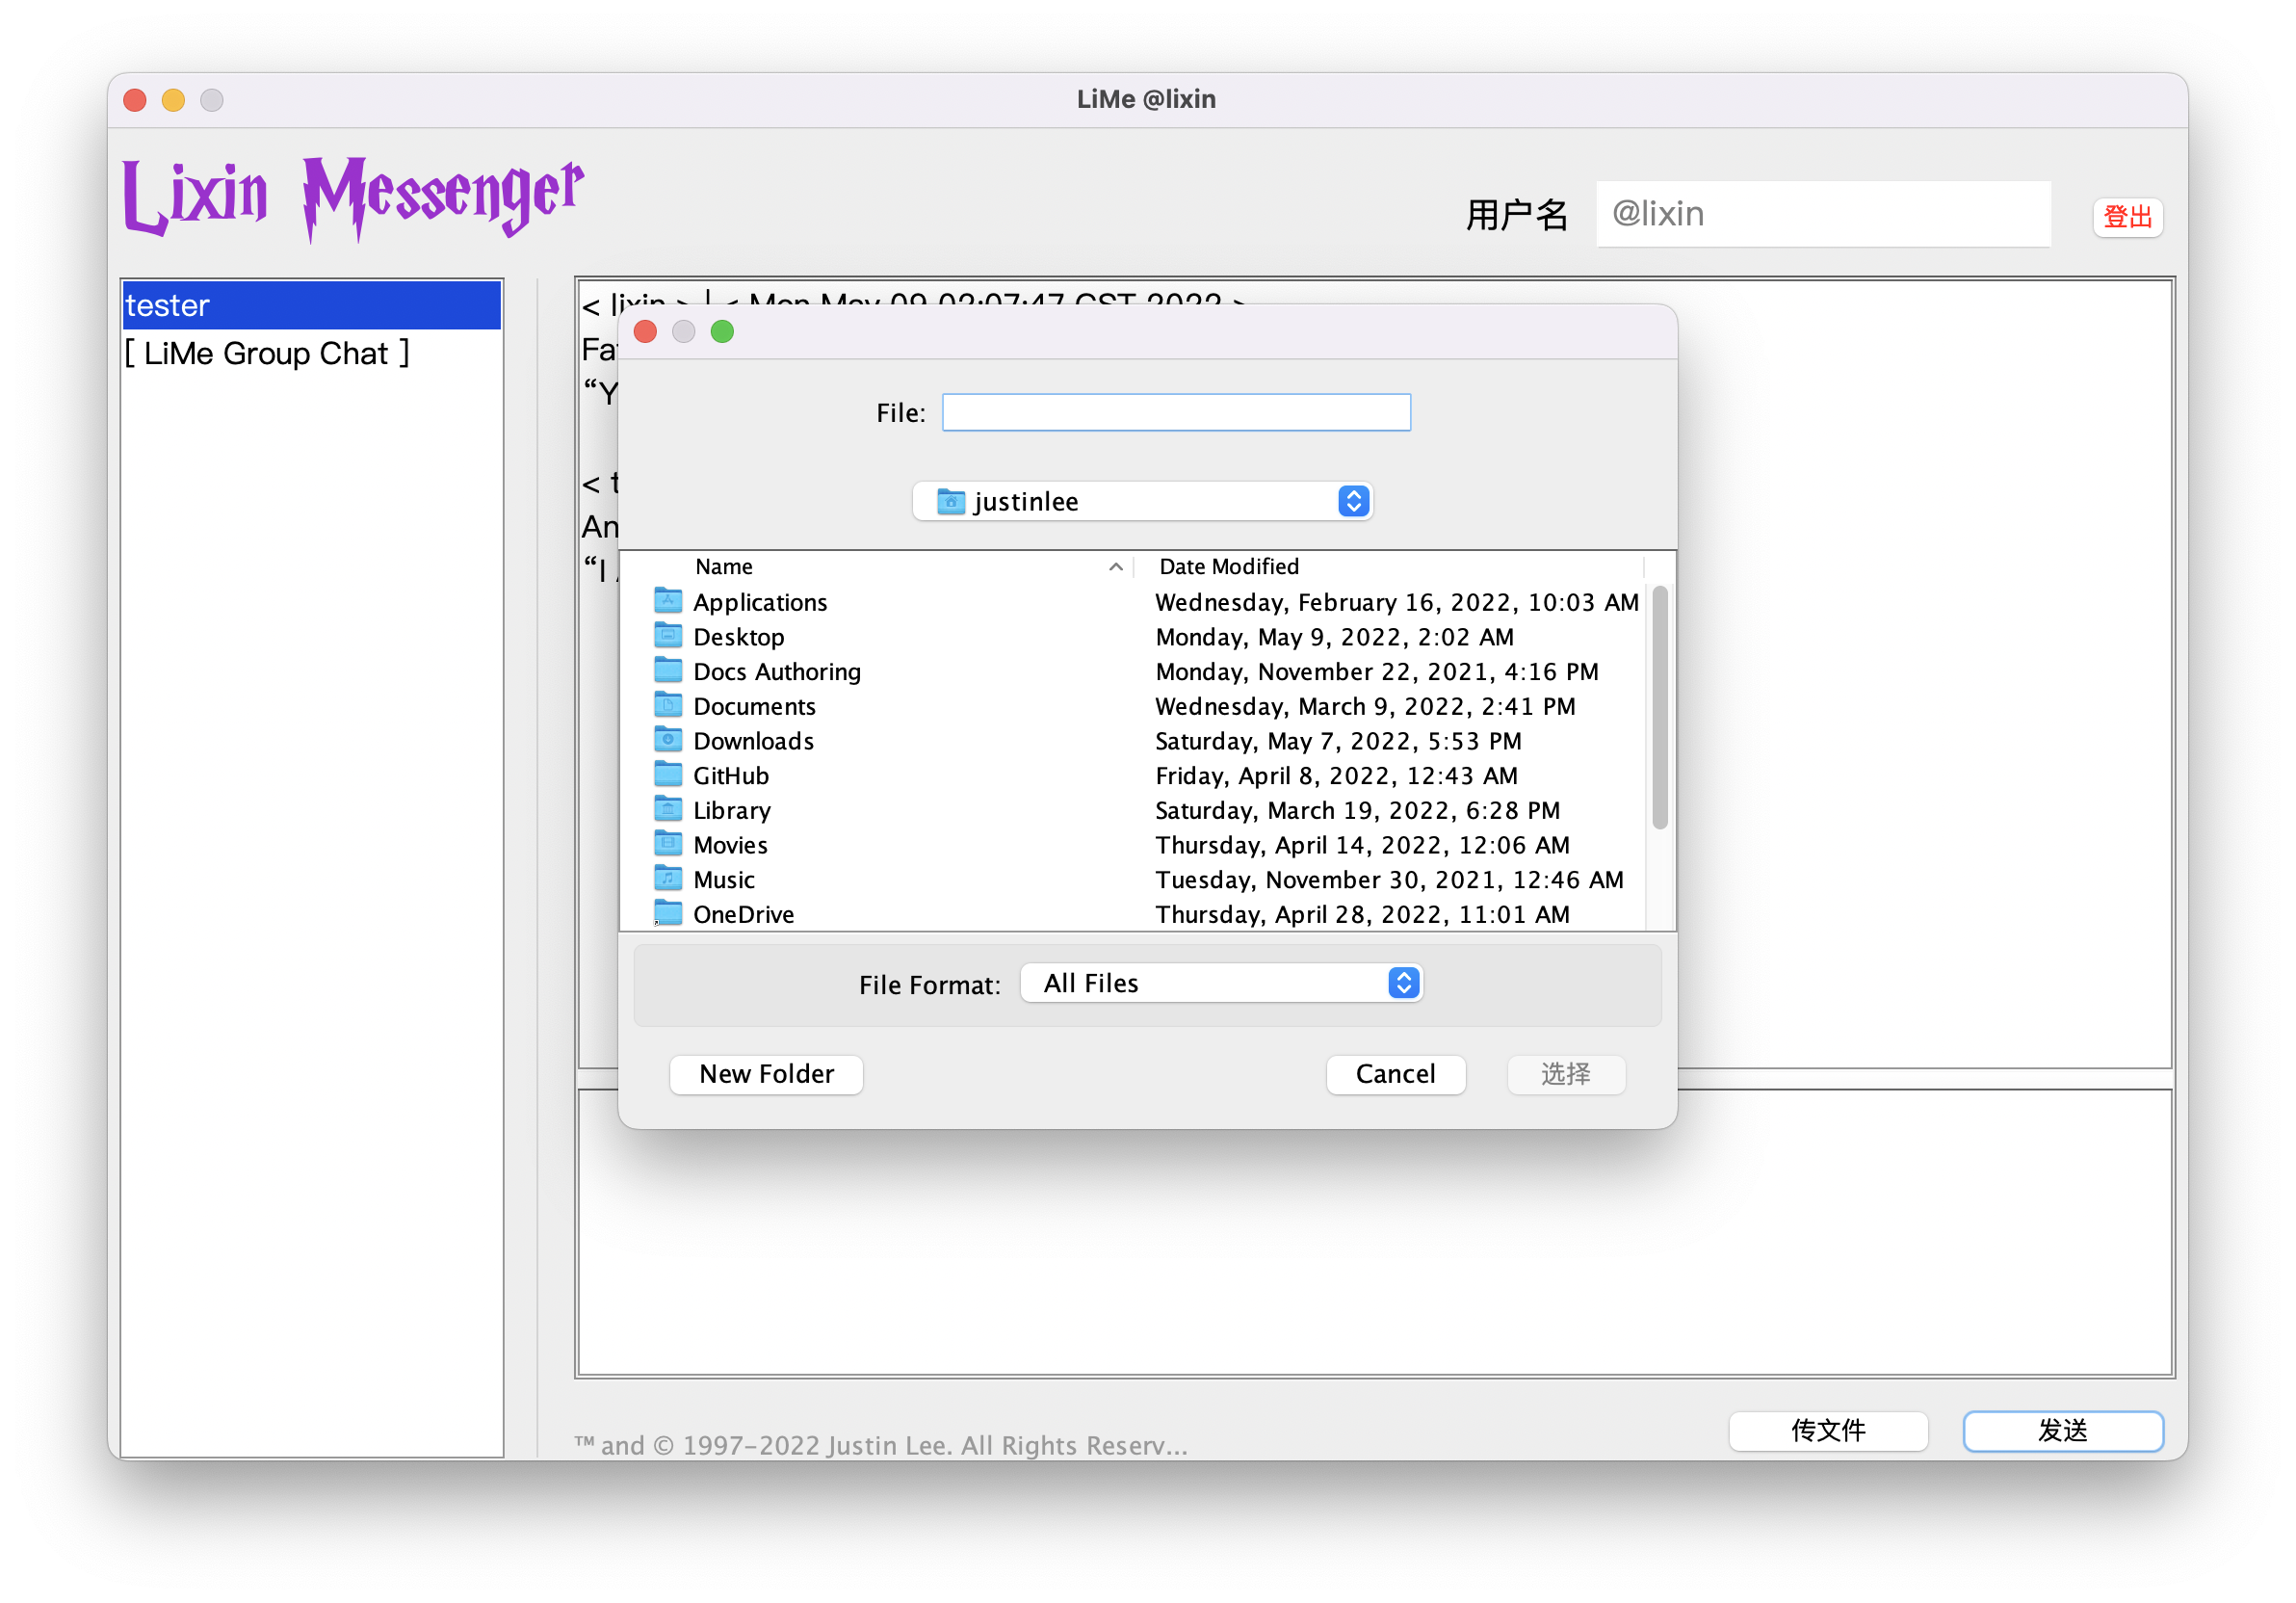 LiMe @lixin
Lixin Messenger
用户名 @lixin 登出
tester
[ LiMe Group Chat ]
< lixin > | < Mon May 09 02:07:47 CST 2022 >
“Y
< t
An
“I
File:
justinlee
Name Date Modified
Applications Wednesday, February 16, 2022, 10:03 AM
Desktop Monday, May 9, 2022, 2:02 AM
Docs Authoring Monday, November 22, 2021, 4:16 PM
Documents Wednesday, March 9, 2022, 2:41 PM
Downloads Saturday, May 7, 2022, 5:53 PM
GitHub Friday, April 8, 2022, 12:43 AM
Library Saturday, March 19, 2022, 6:28 PM
Movies Thursday, April 14, 2022, 12:06 AM
Music Tuesday, November 30, 2021, 12:46 AM
OneDrive Thursday, April 28, 2022, 11:01 AM
File Format: All Files
New Folder Cancel 选择
™ and © 1997-2022 Justin Lee. All Rights Reserv...
传文件 发送